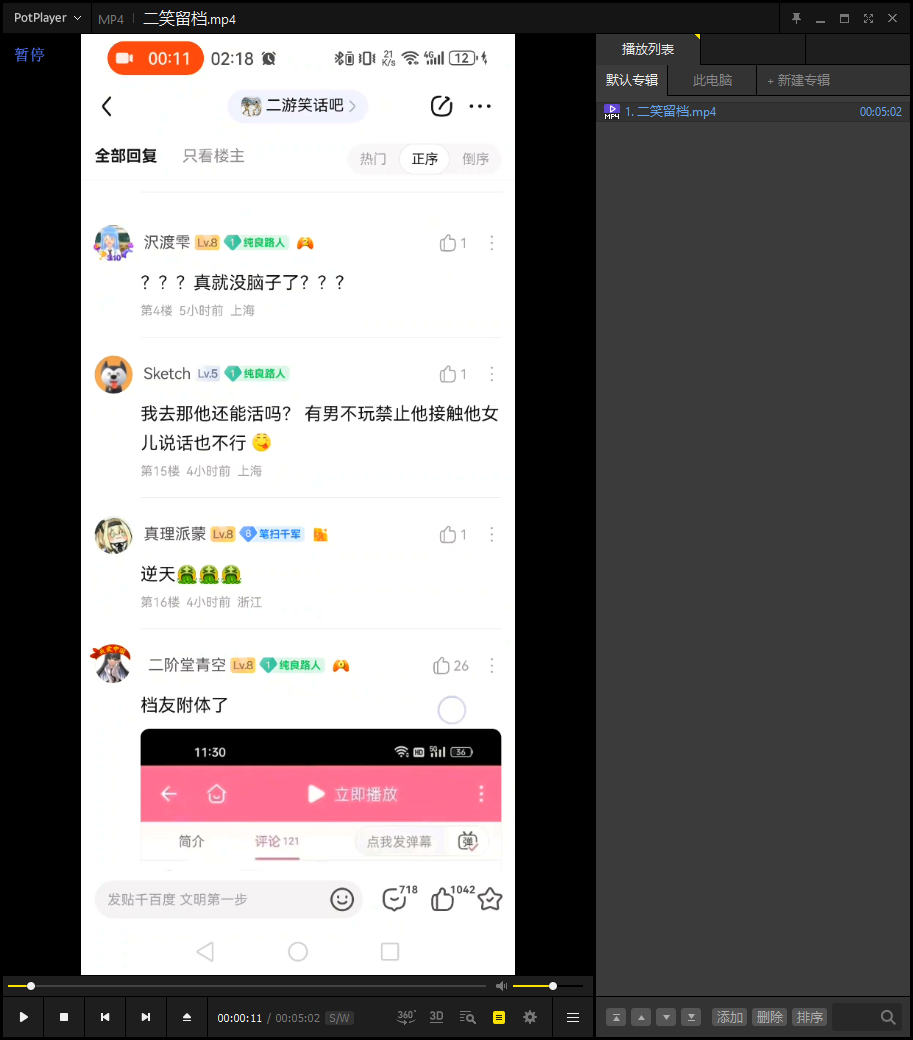 PotPlayer MP4 二笑留档.mp4
暂停
00:11 02:18 21 K/s 4G 12
二游笑话吧
全部回复 只看楼主 热门 正序 倒序
沢渡雫 Lv.8 1 纯良路人 1
？？？真就没脑子了？？？
第4楼 5小时前 上海
Sketch Lv.5 1 纯良路人 1
我去那他还能活吗？ 有男不玩禁止他接触他女
儿说话也不行
第15楼 4小时前 上海
真理派蒙 Lv.8 8 笔扫千军 1
逆天
第16楼 4小时前 浙江
二阶堂青空 Lv.8 1 纯良路人 26
档友附体了
11:30 HD 5G 36
立即播放
简介 评论 121 点我发弹幕 弹
发贴千百度 文明第一步 718 1042
00:00:11 / 00:05:02 S/W 360° 3D
播放列表
默认专辑 此电脑 + 新建专辑
MP4 1. 二笑留档.mp4 00:05:02
添加 删除 排序